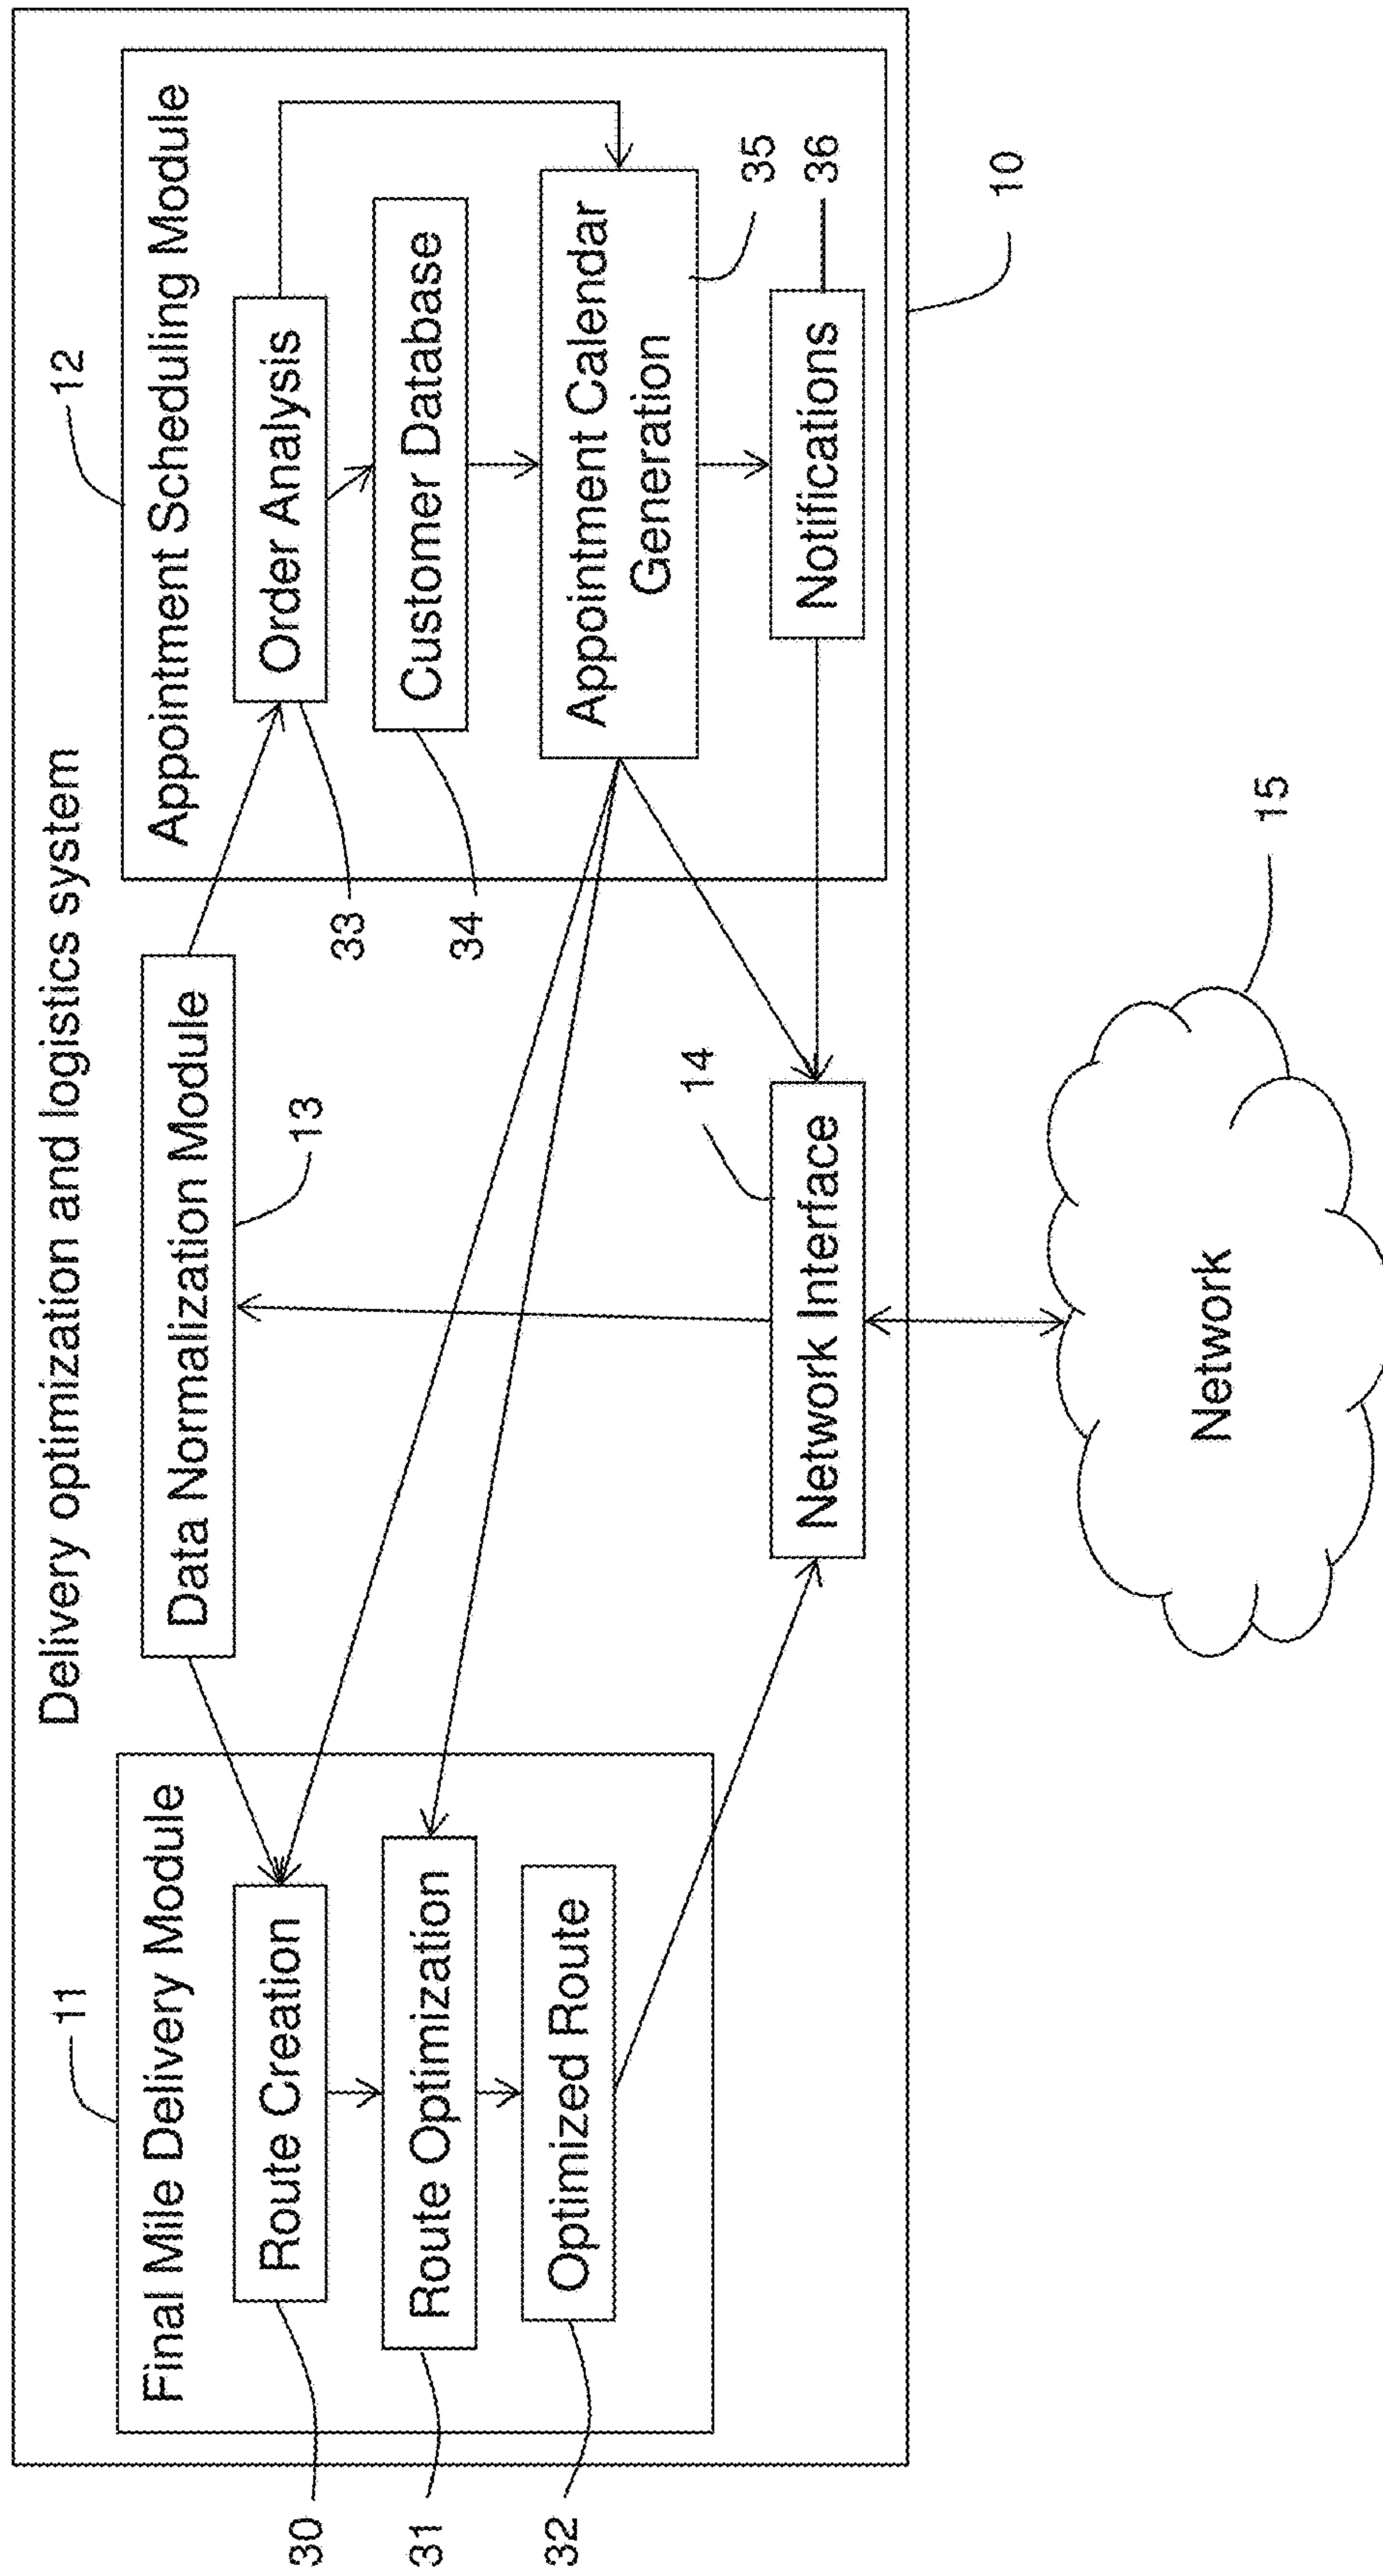 Delivery optimization and logistics system
11
Final Mile Delivery Module
Route Creation
30
Route Optimization
31
Optimized Route
32
Data Normalization Module
13
12
Appointment Scheduling Module
Order Analysis
33
Customer Database
34
Appointment Calendar
Generation
35
Notifications
36
14
Network Interface
10
Network
15